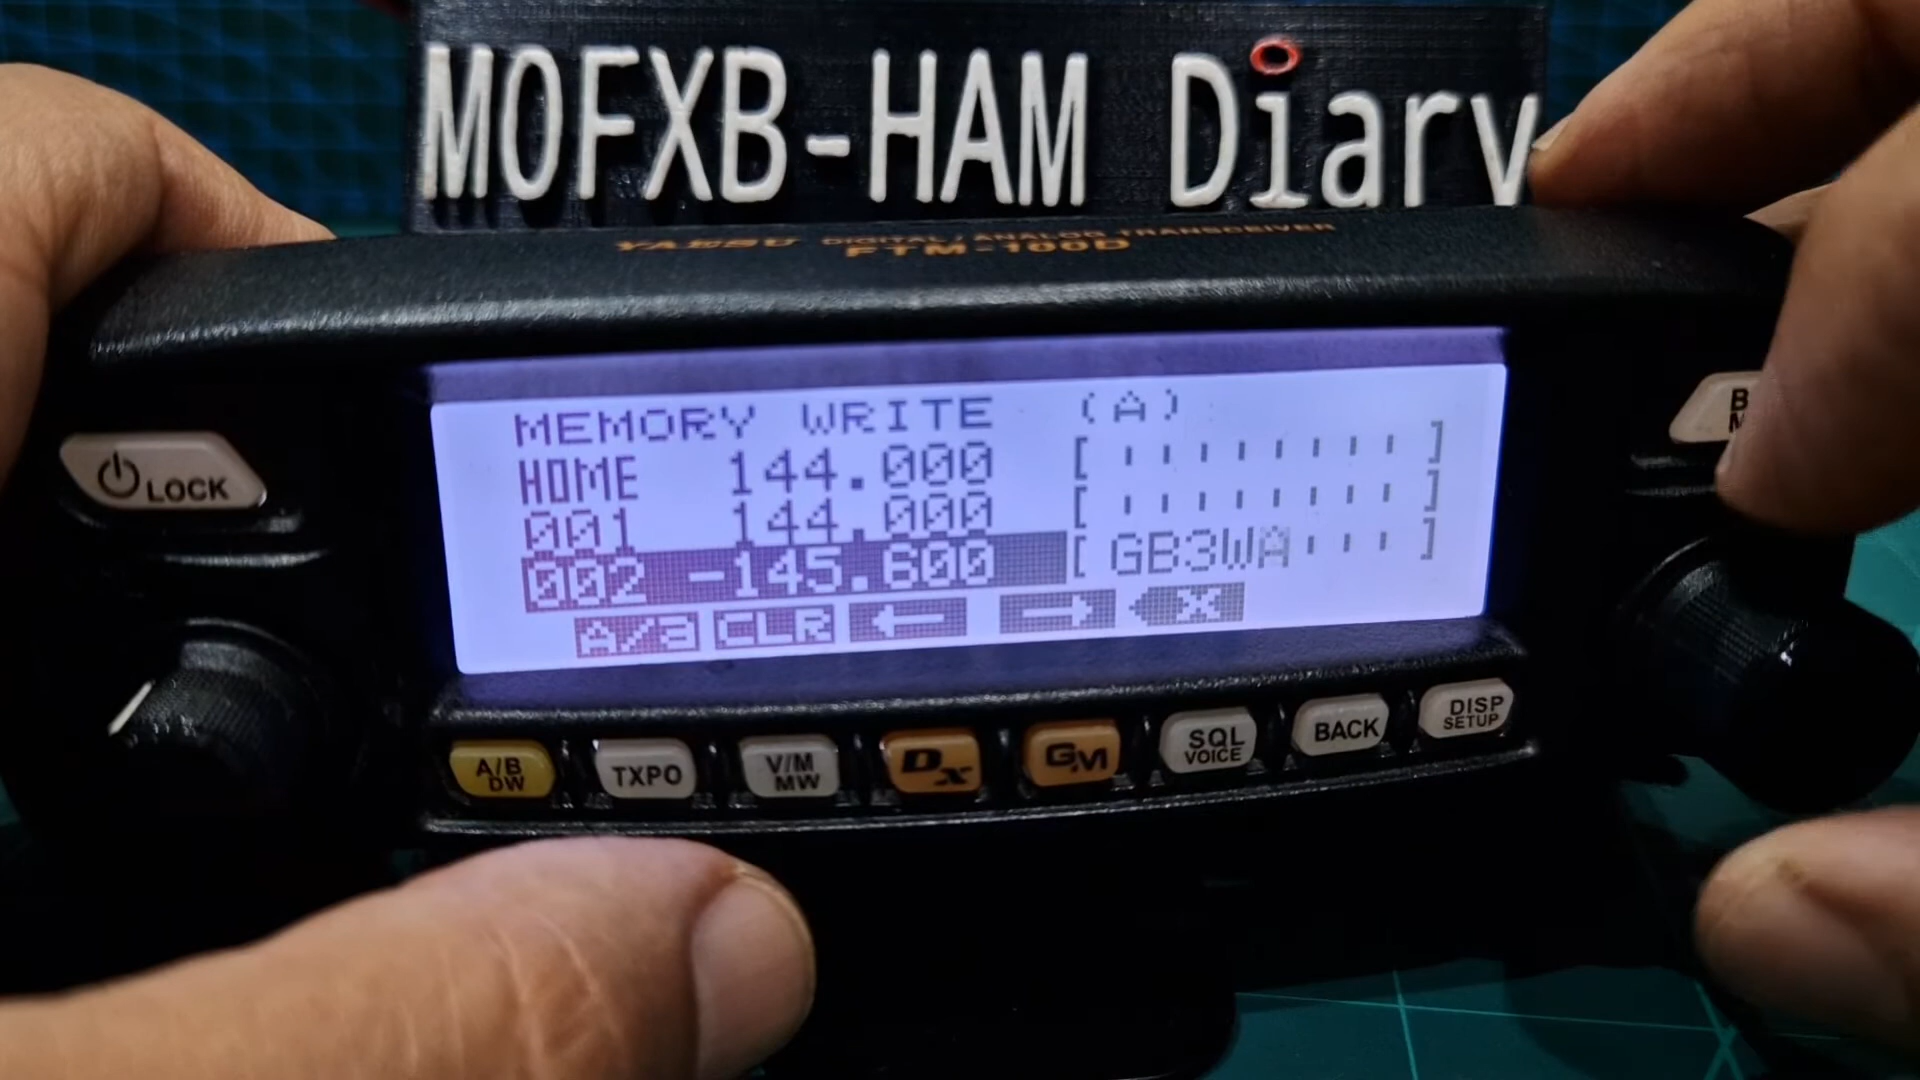 M0FXB-HAM Diary
YAESU DIGITAL/ANALOG TRANSCEIVER
FTM-100D
MEMORY WRITE (A)
HOME 144.000 [ ]
001 144.000 [ ]
002 -145.600 [GB3WA ]
A/a CLR ← → X
LOCK
A/B DW
TXPO
V/M MW
DX
GM
SQL VOICE
BACK
DISP SETUP